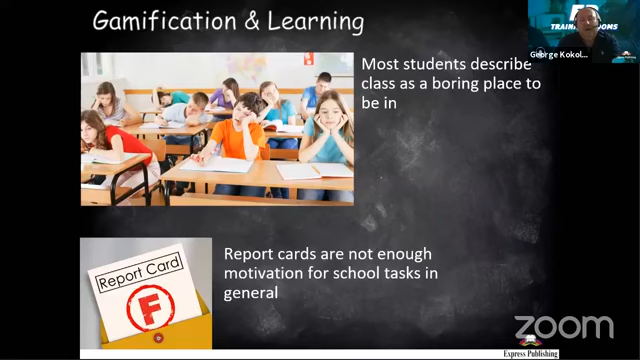 Gamification & Learning
Most students describe
class as a boring place to
be in
George Kokol...
Report Card
F
Report cards are not enough
motivation for school tasks in
general
zoom
Express Publishing